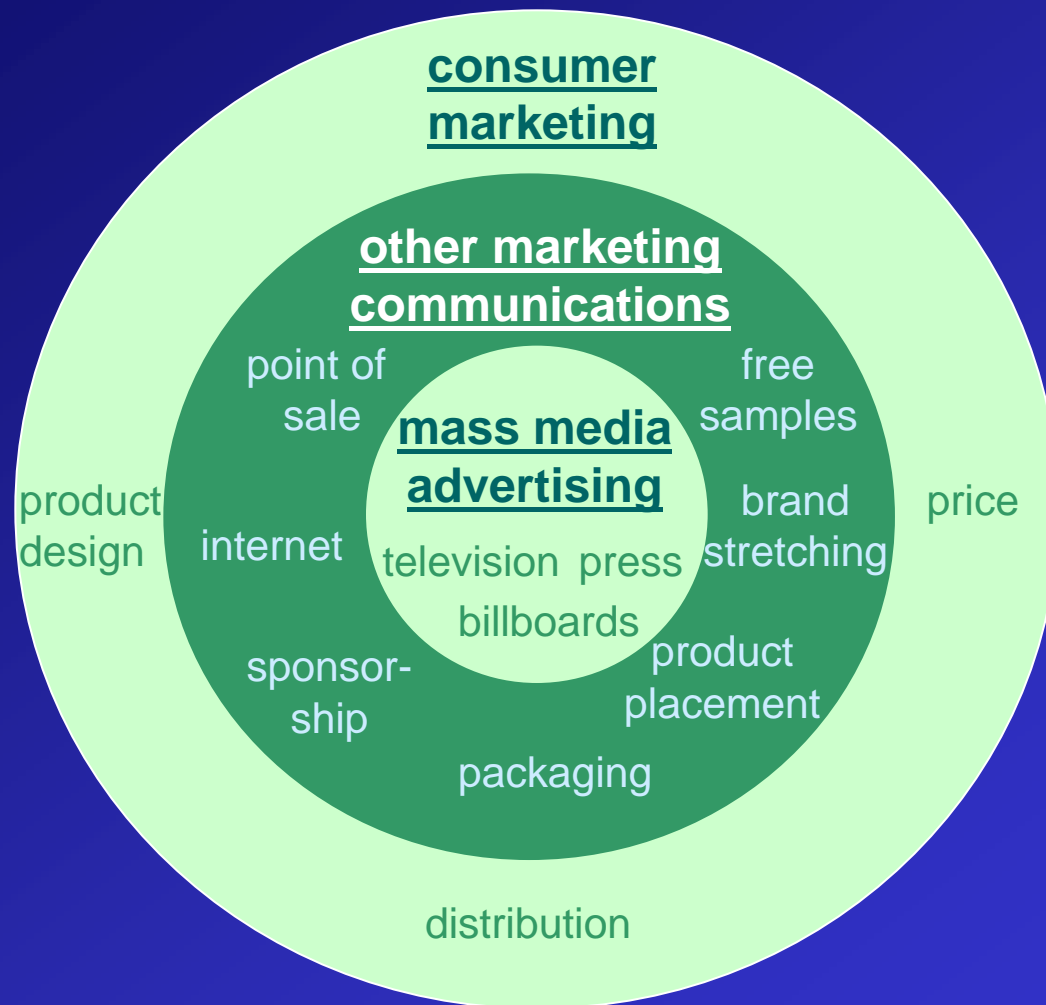 consumer
marketing
other marketing
communications
point of
sale
free
samples
mass media
advertising
product
design
internet
television press
billboards
brand
stretching
price
sponsor-
ship
product
placement
packaging
distribution